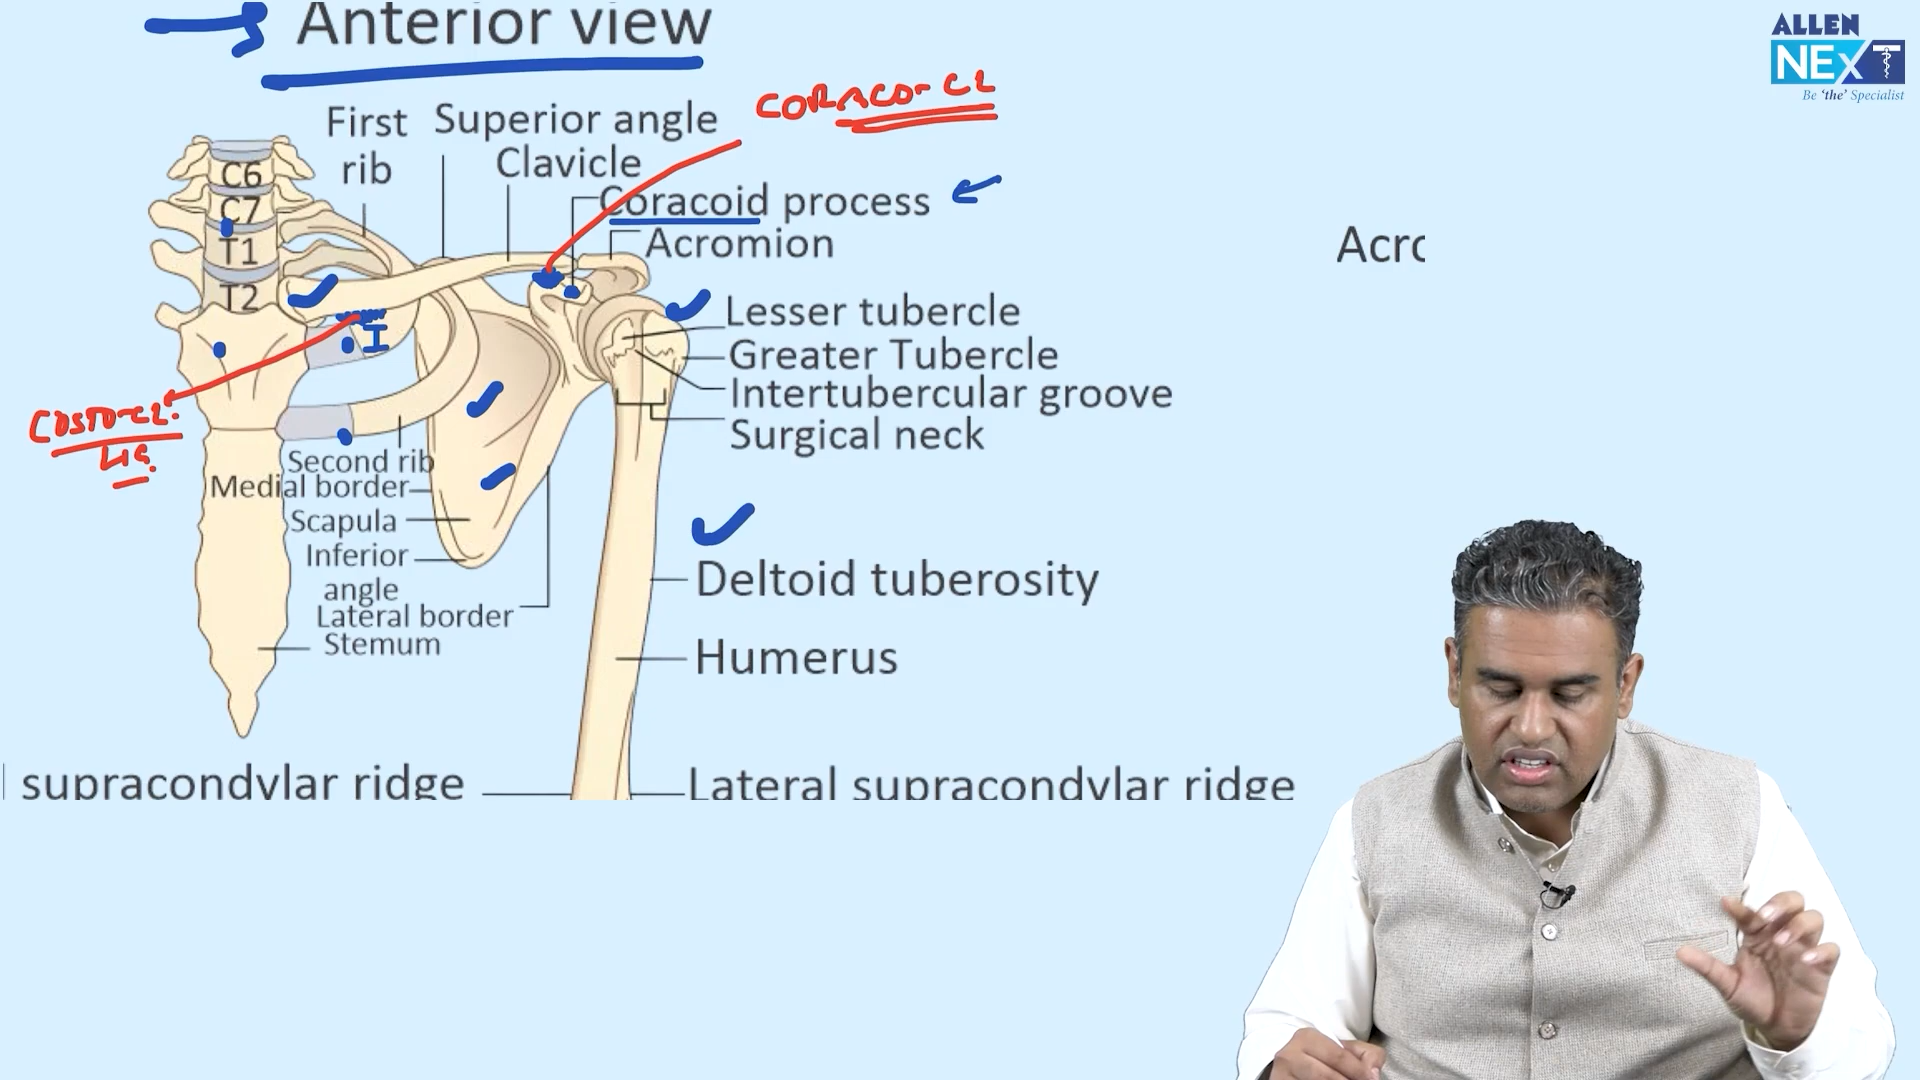 Anterior view
ALLEN
NExT
Be 'the' Specialist
CORACO-CL
First
rib
Superior angle
Clavicle
Coracoid process
Acromion
Acro
C6
C7
T1
T2
I
Lesser tubercle
Greater Tubercle
Intertubercular groove
Surgical neck
COSTO-CL.
LIG.
Second rib
Medial border
Scapula
Inferior
angle
Lateral border
Stemum
Deltoid tuberosity
Humerus
supracondylar ridge
Lateral supracondylar ridge